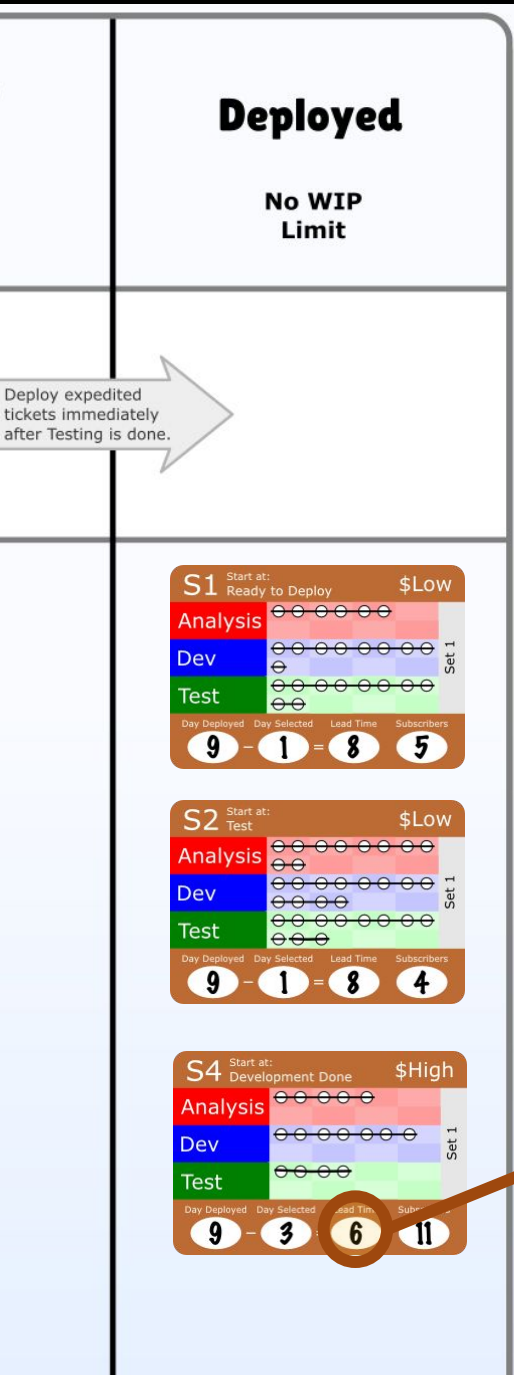 Deployed
No WIP
Limit
Deploy expedited
tickets immediately
after Testing is done.
S1 Start at: $Low
Ready to Deploy
Analysis
Dev
Test
Set 1
Day Deployed Day Selected Lead Time Subscribers
9 – 1 = 8 5
S2 Start at: $Low
Test
Analysis
Dev
Test
Set 1
Day Deployed Day Selected Lead Time Subscribers
9 – 1 = 8 4
S4 Start at: $High
Development Done
Analysis
Dev
Test
Set 1
Day Deployed Day Selected Lead Time
9 – 3 6 11